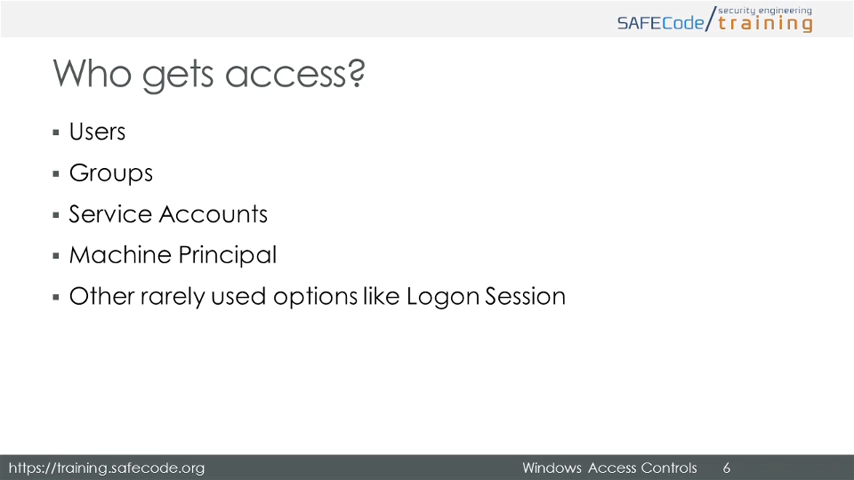 security engineering
SAFECode/training
Who gets access?
▪ Users
▪ Groups
▪ Service Accounts
▪ Machine Principal
▪ Other rarely used options like Logon Session
https://training.safecode.org
Windows Access Controls 6